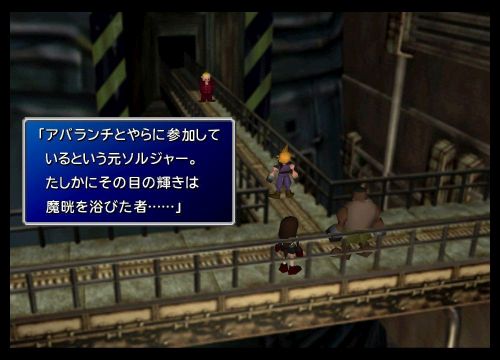 「アバランチとやらに参加して
いるという元ソルジャー。
たしかにその目の輝きは
魔晄を浴びた者……」